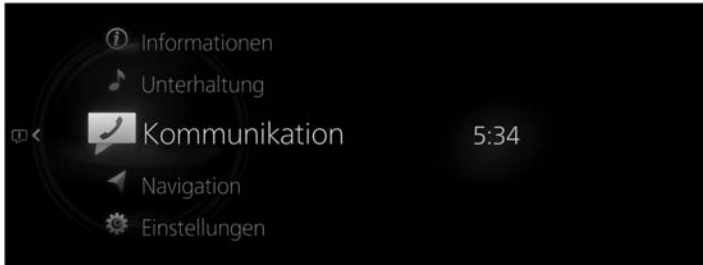 Informationen
Unterhaltung
Kommunikation
5:34
Navigation
Einstellungen